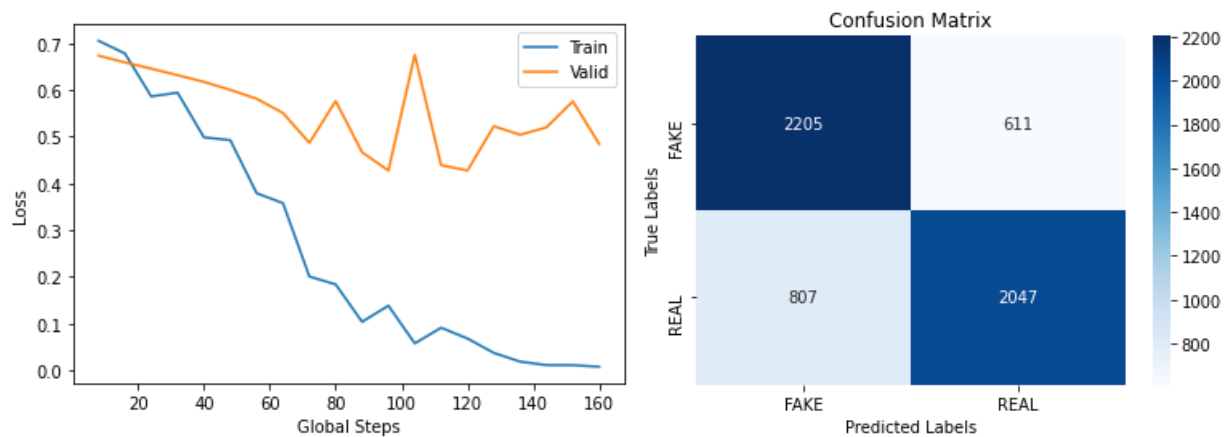 0.7
0.6
0.5
0.4
0.3
0.2
0.1
0.0
Loss
20 40 60 80 100 120 140 160
Global Steps
Train
Valid
Confusion Matrix
True Labels
FAKE
REAL
2205 611
807 2047
FAKE REAL
Predicted Labels
2200
2000
1800
1600
1400
1200
1000
800